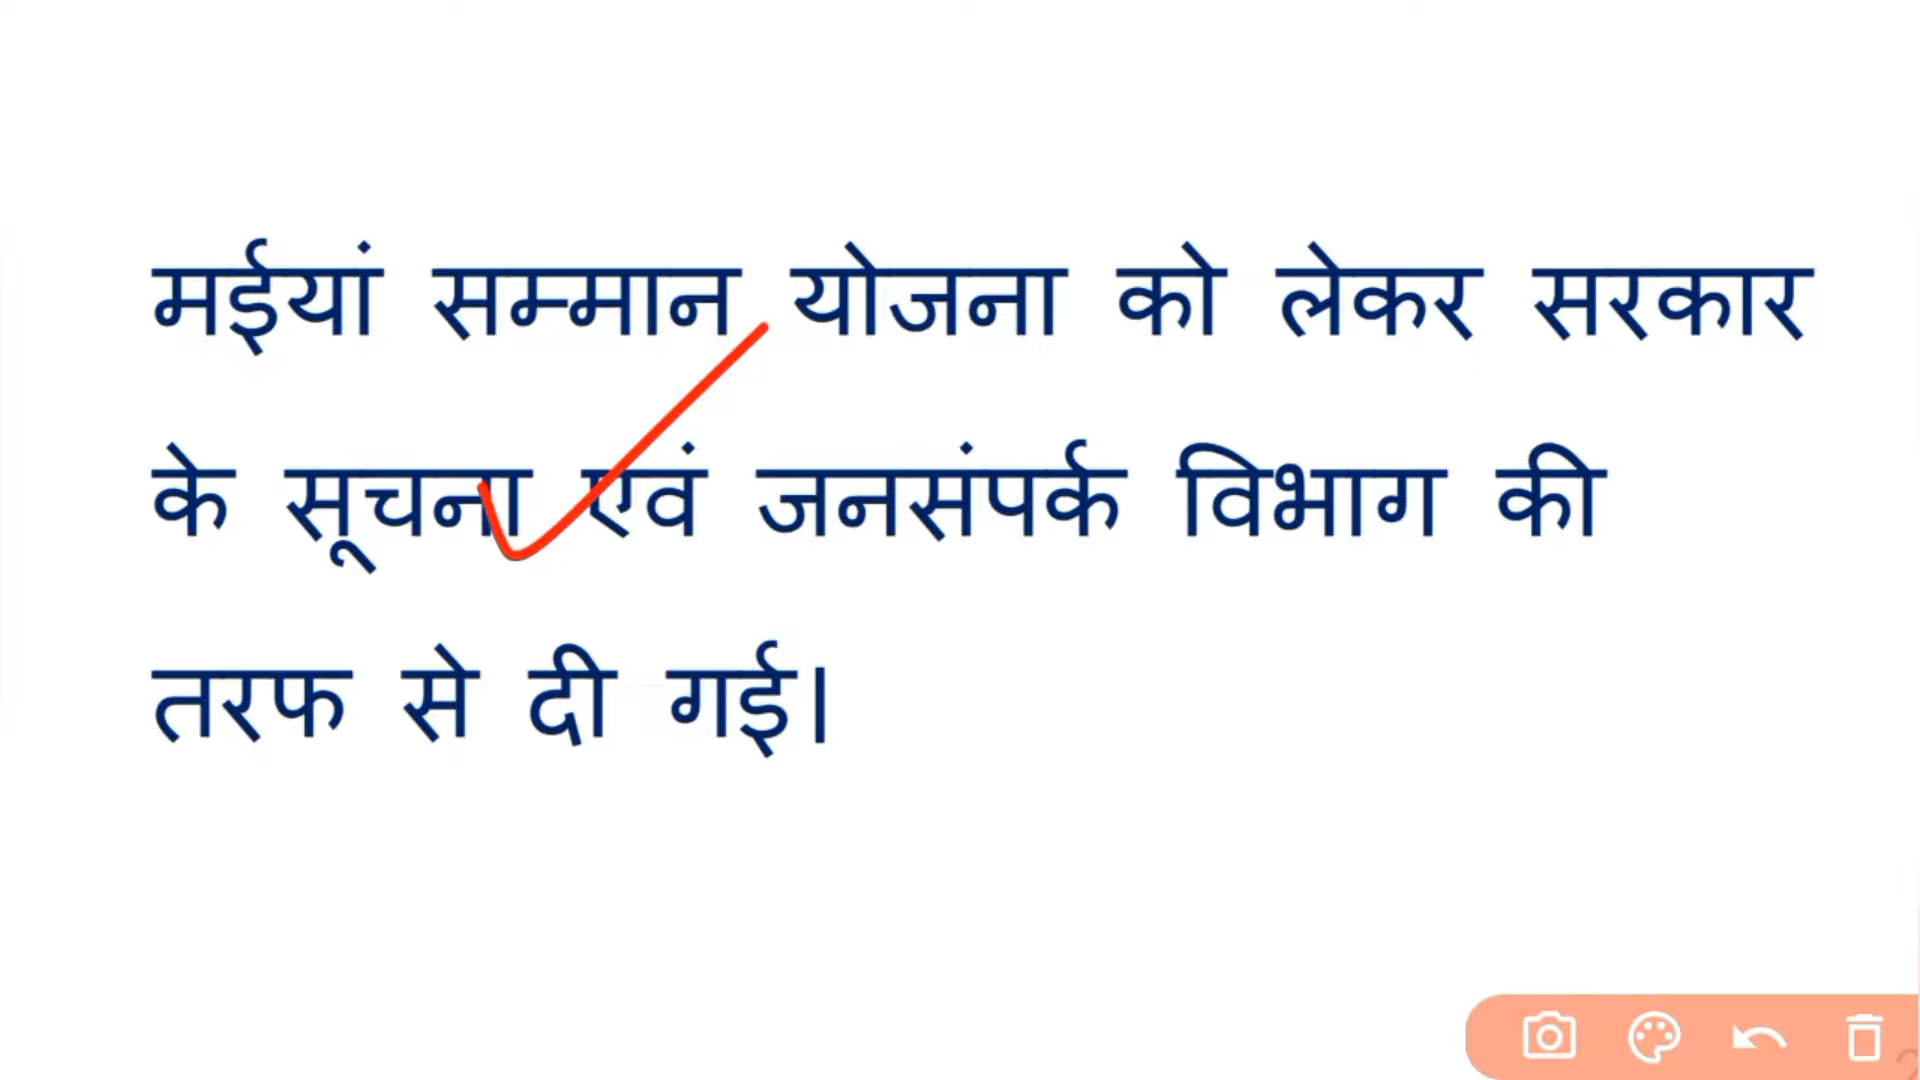 मईयां सम्मान योजना को लेकर सरकार
के सूचना एवं जनसंपर्क विभाग की
तरफ से दी गई।